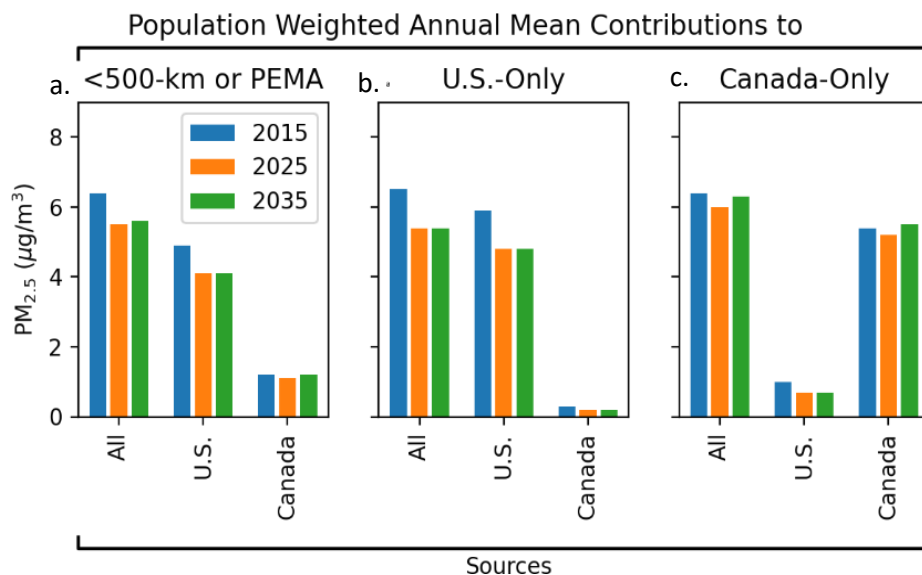 Population Weighted Annual Mean Contributions to
a. <500-km or PEMA
b. U.S.-Only
c. Canada-Only
8
6
4
2
0
PM2.5 (μg/m³)
2015
2025
2035
All
U.S.
Canada
All
U.S.
Canada
All
U.S.
Canada
Sources